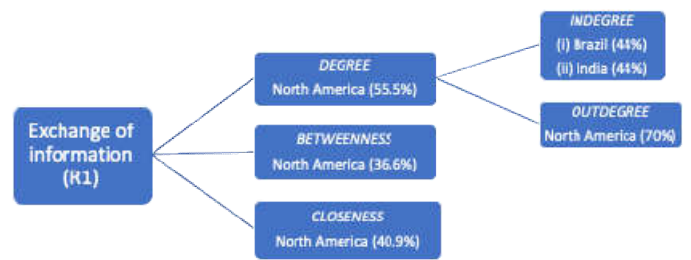 Exchange of
information
(R1)
DEGREE
North America (55.5%)
BETWEENNESS
North America (36.6%)
CLOSENESS
North America (40.9%)
INDEGREE
(i) Brazil (44%)
(ii) India (44%)
OUTDEGREE
North America (70%)